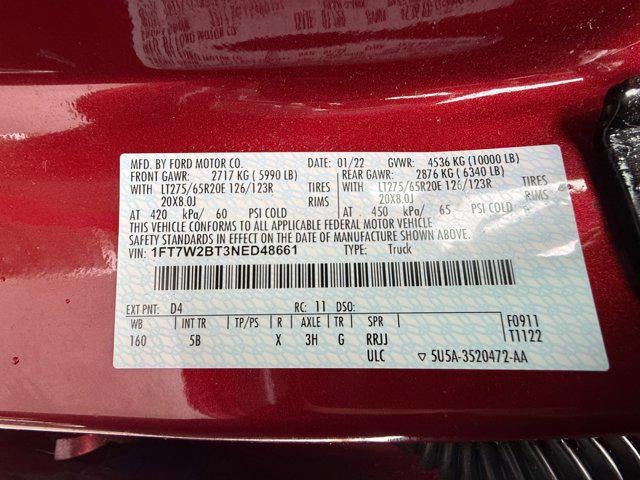 MFD. BY FORD MOTOR CO. DATE: 01/22 GVWR: 4536 KG (10000 LB)
FRONT GAWR: 2717 KG ( 5990 LB) REAR GAWR: 2876 KG ( 6340 LB)
WITH LT275/65R20E 126/123R TIRES WITH LT275/65R20E 126/123R TIRES
20X8.0J RIMS 20X8.0J RIMS
AT 420 kPa/ 60 PSI COLD AT 450 kPa/ 65 PSI COLD
THIS VEHICLE CONFORMS TO ALL APPLICABLE FEDERAL MOTOR VEHICLE
SAFETY STANDARDS IN EFFECT ON THE DATE OF MANUFACTURE SHOWN ABOVE.
VIN: 1FT7W2BT3NED48661 TYPE: Truck
EXT PNT: D4 RC: 11 DSO:
WB INT TR TP/PS R AXLE TR SPR F0911
160 5B X 3H G RRJJ T1122
ULC ▽ 5U5A-3520472-AA